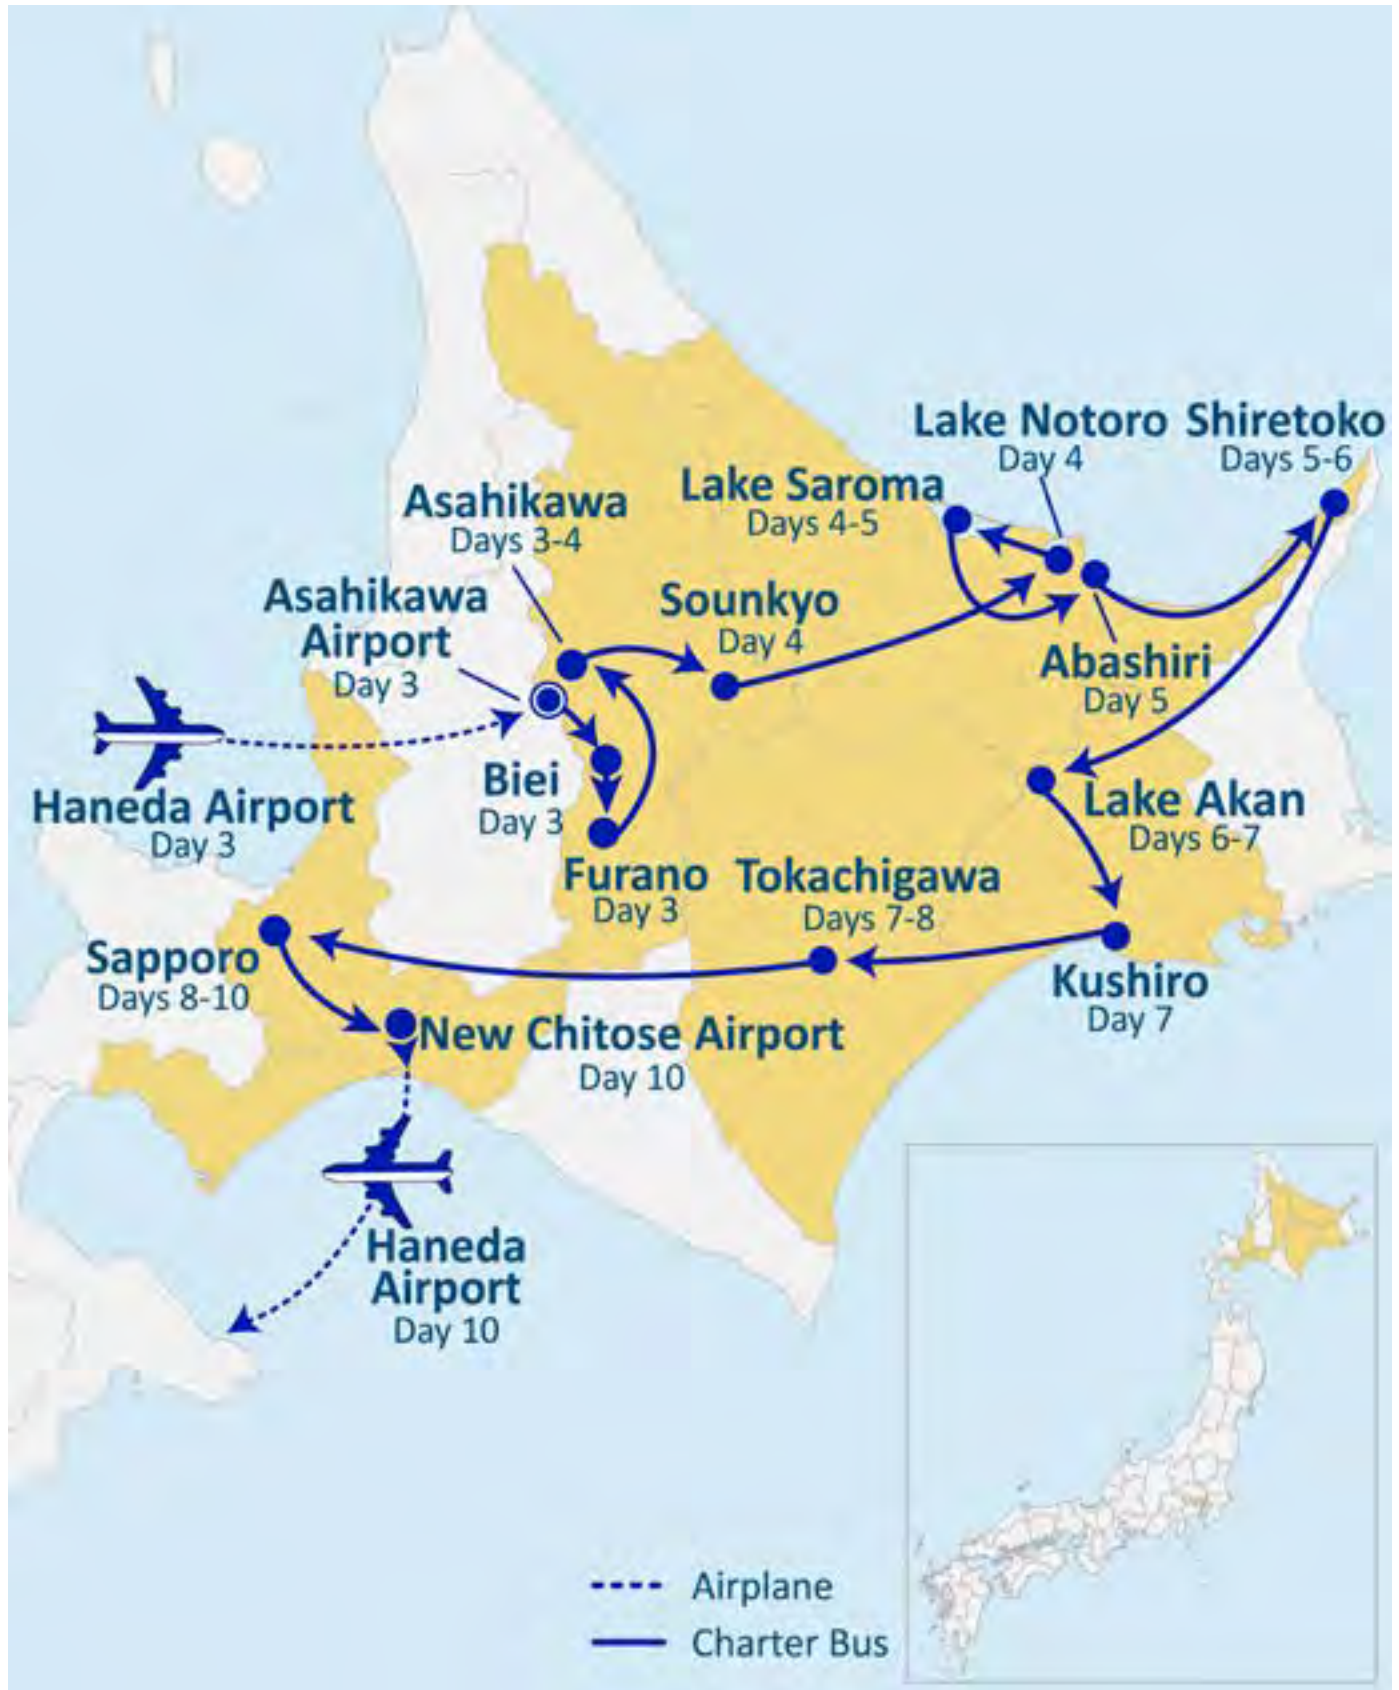 Lake Notoro
Day 4
Shiretoko
Days 5-6
Lake Saroma
Days 4-5
Asahikawa
Days 3-4
Asahikawa
Airport
Day 3
Sounkyo
Day 4
Abashiri
Day 5
Haneda Airport
Day 3
Biei
Day 3
Lake Akan
Days 6-7
Furano
Day 3
Tokachigawa
Days 7-8
Sapporo
Days 8-10
Kushiro
Day 7
New Chitose Airport
Day 10
Haneda
Airport
Day 10
Airplane
Charter Bus